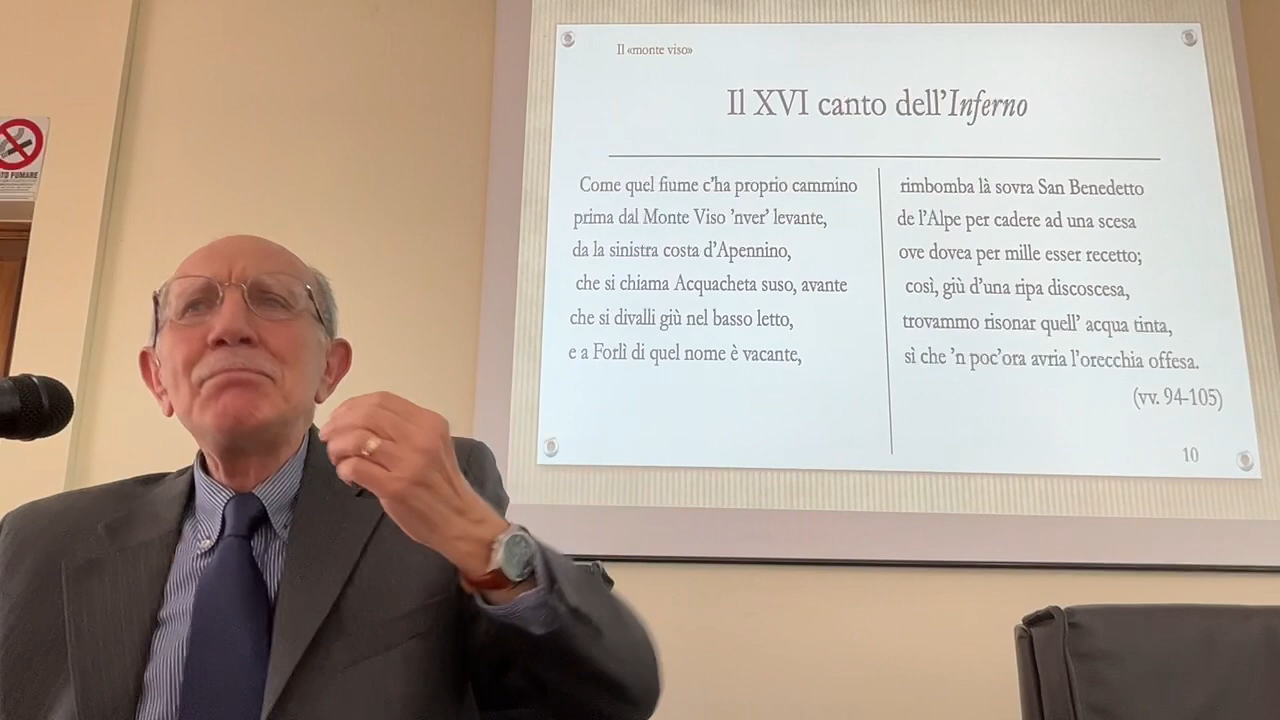 TO FUMARE
Il «monte viso»
Il XVI canto dell'Inferno
Come quel fiume c'ha proprio cammino
prima dal Monte Viso 'nver' levante,
da la sinistra costa d'Apennino,
che si chiama Acquacheta suso, avante
che si divalli giù nel basso letto,
e a Forlì di quel nome è vacante,
rimbomba là sovra San Benedetto
de l'Alpe per cadere ad una scesa
ove dovea per mille esser recetto;
così, giù d'una ripa discoscesa,
trovammo risonar quell' acqua tinta,
sì che 'n poc'ora avria l'orecchia offesa.
(vv. 94-105)
10